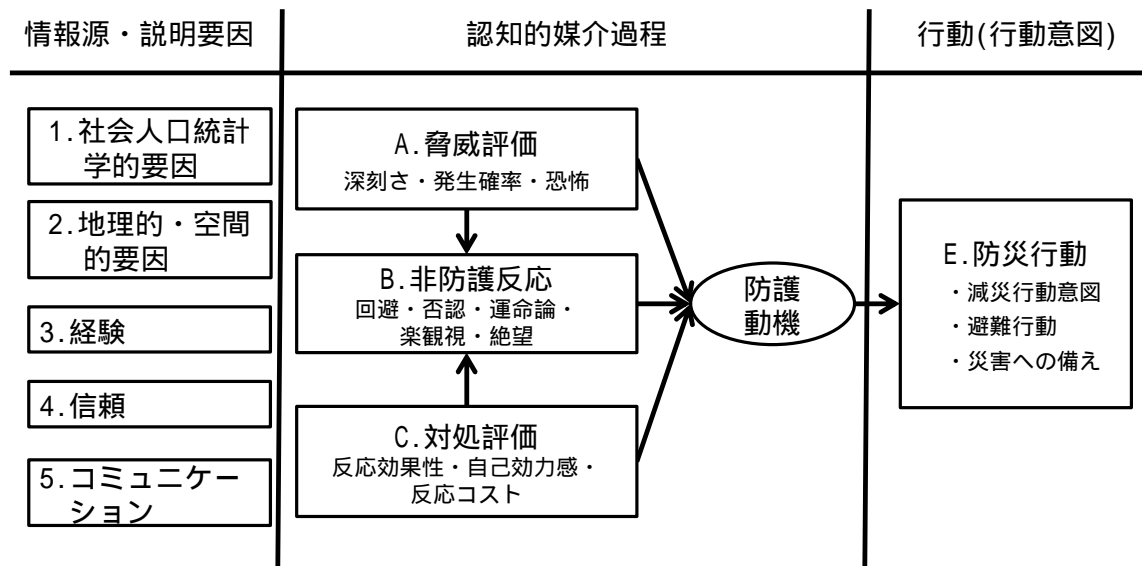 情報源・説明要因
認知的媒介過程
行動(行動意図)
1.社会人口統計
学的要因
2.地理的・空間
的要因
3.経験
4.信頼
5.コミュニケー
ション
A.脅威評価
深刻さ・発生確率・恐怖
B.非防護反応
回避・否認・運命論・
楽観視・絶望
C.対処評価
反応効果性・自己効力感・
反応コスト
防護
動機
E.防災行動
・減災行動意図
・避難行動
・災害への備え